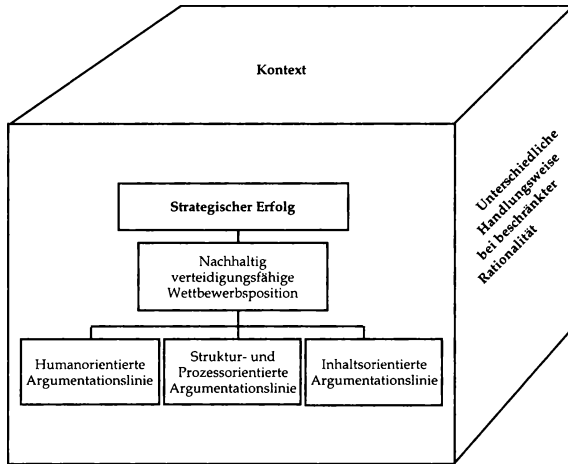 Kontext
Unterschiedliche
Handlungsweise
bei beschränkter
Rationalität
Strategischer Erfolg
Nachhaltig
verteidigungsfähige
Wettbewerbsposition
Humanorientierte
Argumentationslinie
Struktur- und
Prozessorientierte
Argumentationslinie
Inhaltsorientierte
Argumentationslinie